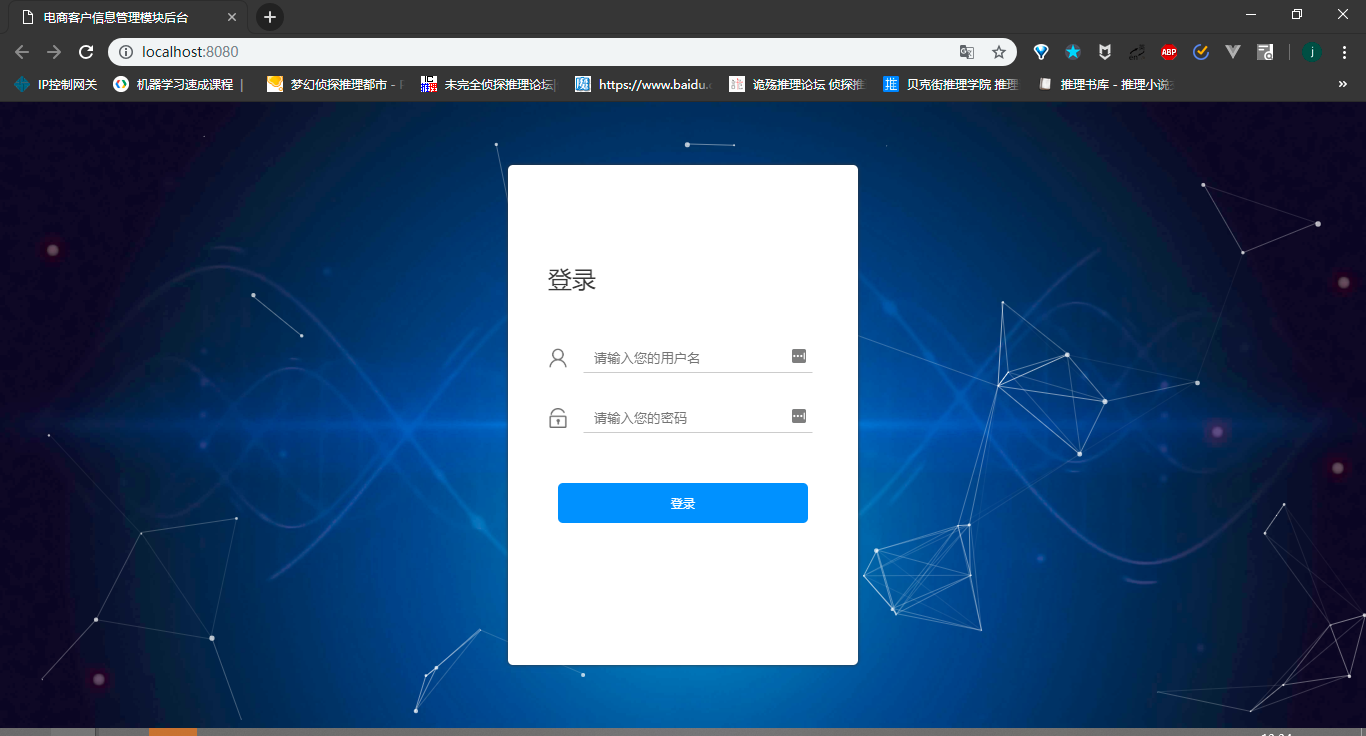 电商客户信息管理模块后台
localhost:8080
ABP
j
IP控制网关
机器学习速成课程 |
梦幻侦探推理都市 -
未完全侦探推理论坛
https://www.baidu.c
诡殇推理论坛 侦探推
推 贝克街推理学院 推理
推理书库 - 推理小说
登录
请输入您的用户名
请输入您的密码
登录